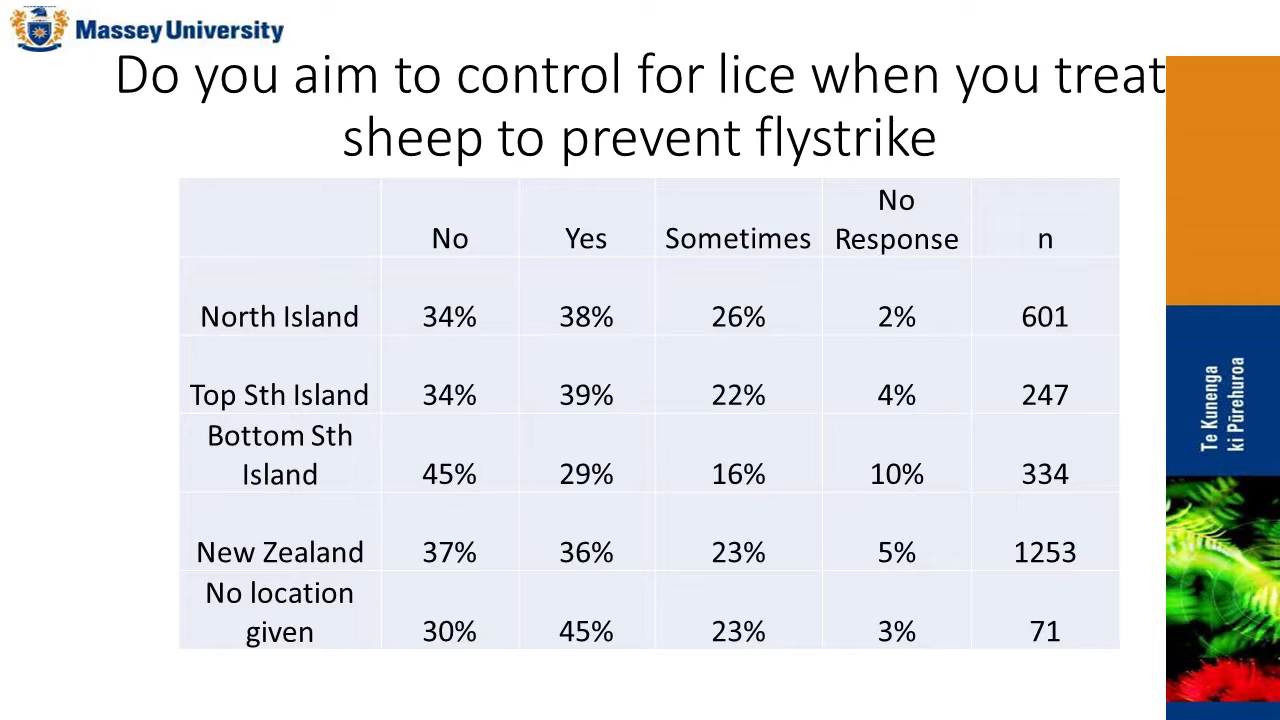 Massey University
Do you aim to control for lice when you treat
sheep to prevent flystrike
No Yes Sometimes No Response n
North Island 34% 38% 26% 2% 601
Top Sth Island 34% 39% 22% 4% 247
Bottom Sth Island 45% 29% 16% 10% 334
New Zealand 37% 36% 23% 5% 1253
No location given 30% 45% 23% 3% 71
Te Kunenga
ki Pūrehuroa